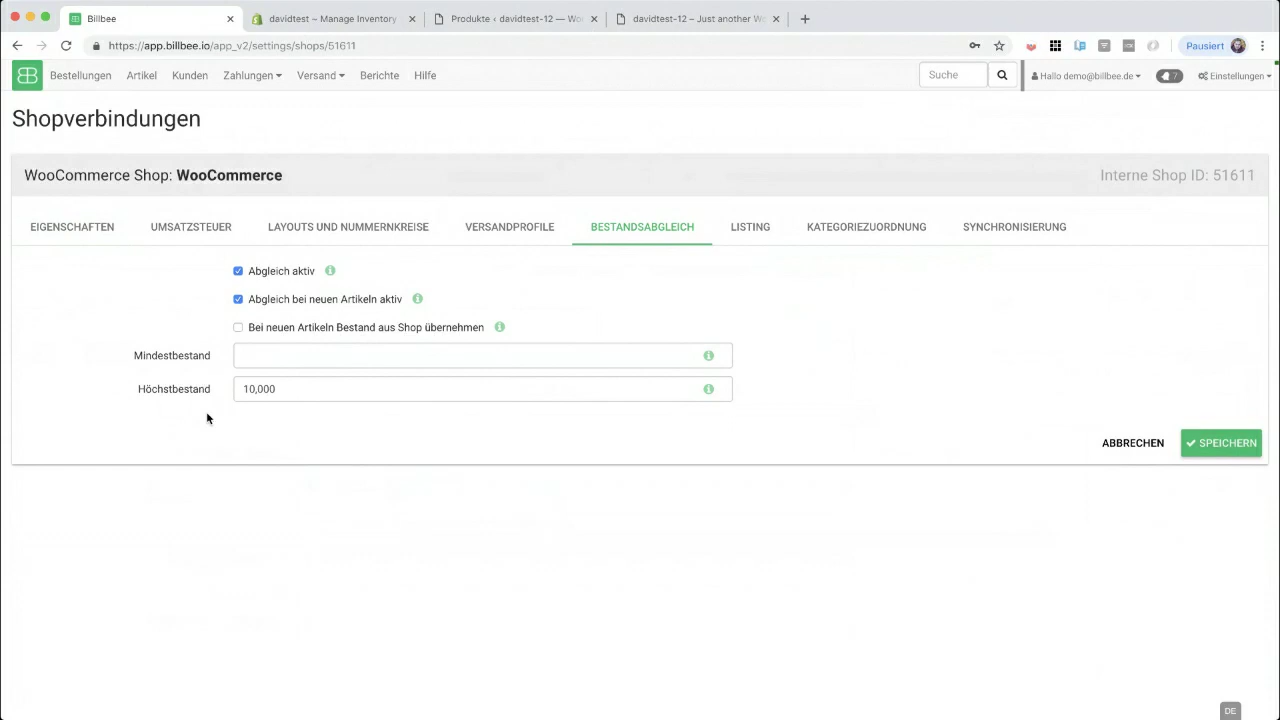 Billbee
davidtest ~ Manage Inventory
Produkte ‹ davidtest-12 — Wo
davidtest-12 – Just another W
https://app.billbee.io/app_v2/settings/shops/51611
Pausiert
Bestellungen Artikel Kunden Zahlungen Versand Berichte Hilfe
Suche
Hallo demo@billbee.de
7
Einstellungen
Shopverbindungen
WooCommerce Shop: WooCommerce
Interne Shop ID: 51611
EIGENSCHAFTEN UMSATZSTEUER LAYOUTS UND NUMMERNKREISE VERSANDPROFILE BESTANDSABGLEICH LISTING KATEGORIEZUORDNUNG SYNCHRONISIERUNG
Abgleich aktiv
Abgleich bei neuen Artikeln aktiv
Bei neuen Artikeln Bestand aus Shop übernehmen
Mindestbestand
Höchstbestand 10,000
ABBRECHEN SPEICHERN
DE